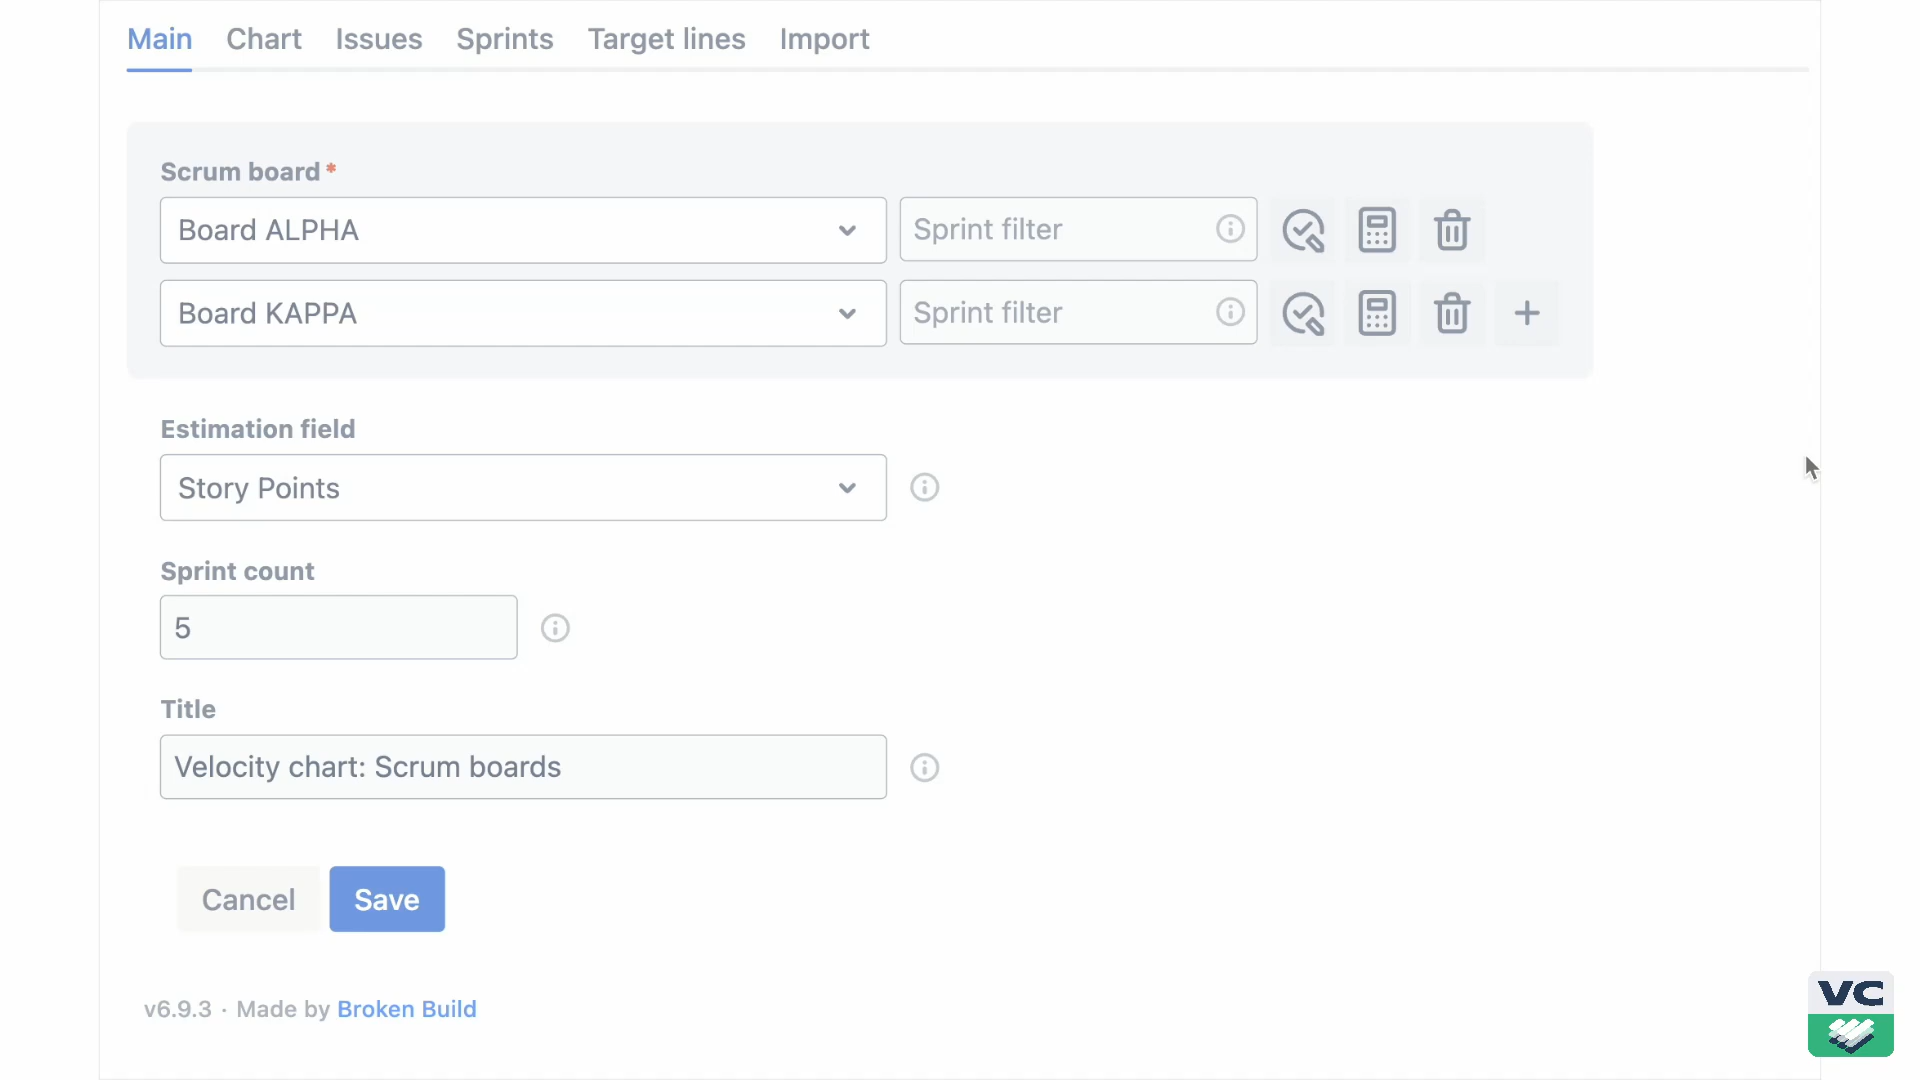 Main Chart Issues Sprints Target lines Import
Scrum board *
Board ALPHA Sprint filter
Board KAPPA Sprint filter
Estimation field
Story Points
Sprint count
5
Title
Velocity chart: Scrum boards
Cancel Save
v6.9.3 · Made by Broken Build
VC